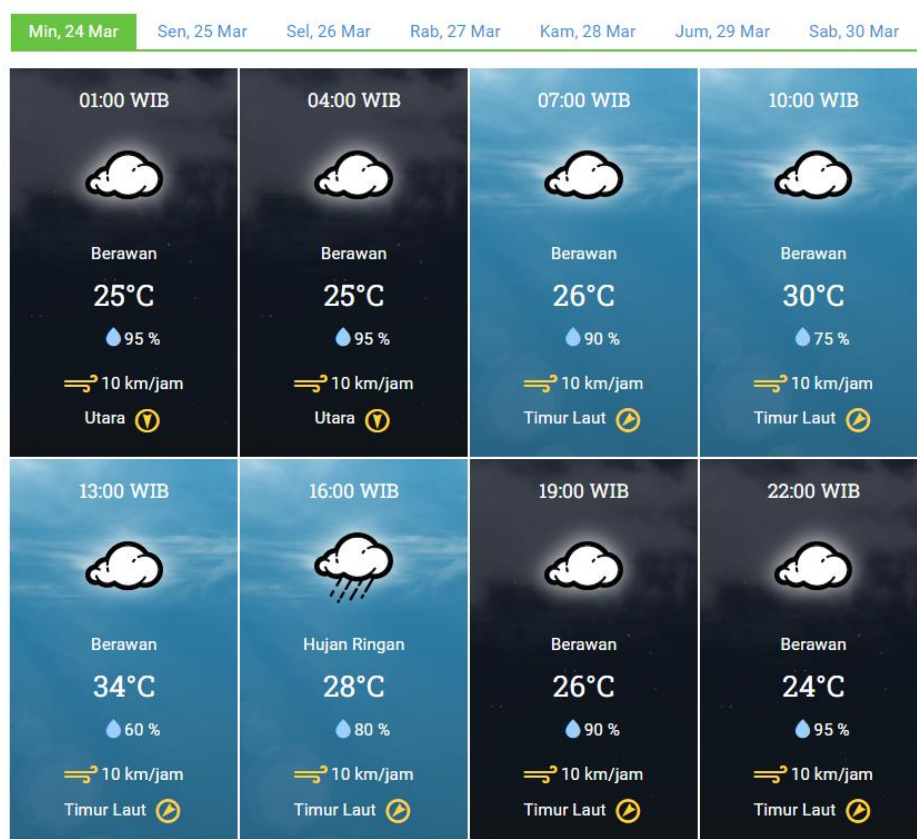 Min, 24 Mar Sen, 25 Mar Sel, 26 Mar Rab, 27 Mar Kam, 28 Mar Jum, 29 Mar Sab, 30 Mar
01:00 WIB
Berawan
25°C
95 %
10 km/jam
Utara
04:00 WIB
Berawan
25°C
95 %
10 km/jam
Utara
07:00 WIB
Berawan
26°C
90 %
10 km/jam
Timur Laut
10:00 WIB
Berawan
30°C
75 %
10 km/jam
Timur Laut
13:00 WIB
Berawan
34°C
60 %
10 km/jam
Timur Laut
16:00 WIB
Hujan Ringan
28°C
80 %
10 km/jam
Timur Laut
19:00 WIB
Berawan
26°C
90 %
10 km/jam
Timur Laut
22:00 WIB
Berawan
24°C
95 %
10 km/jam
Timur Laut